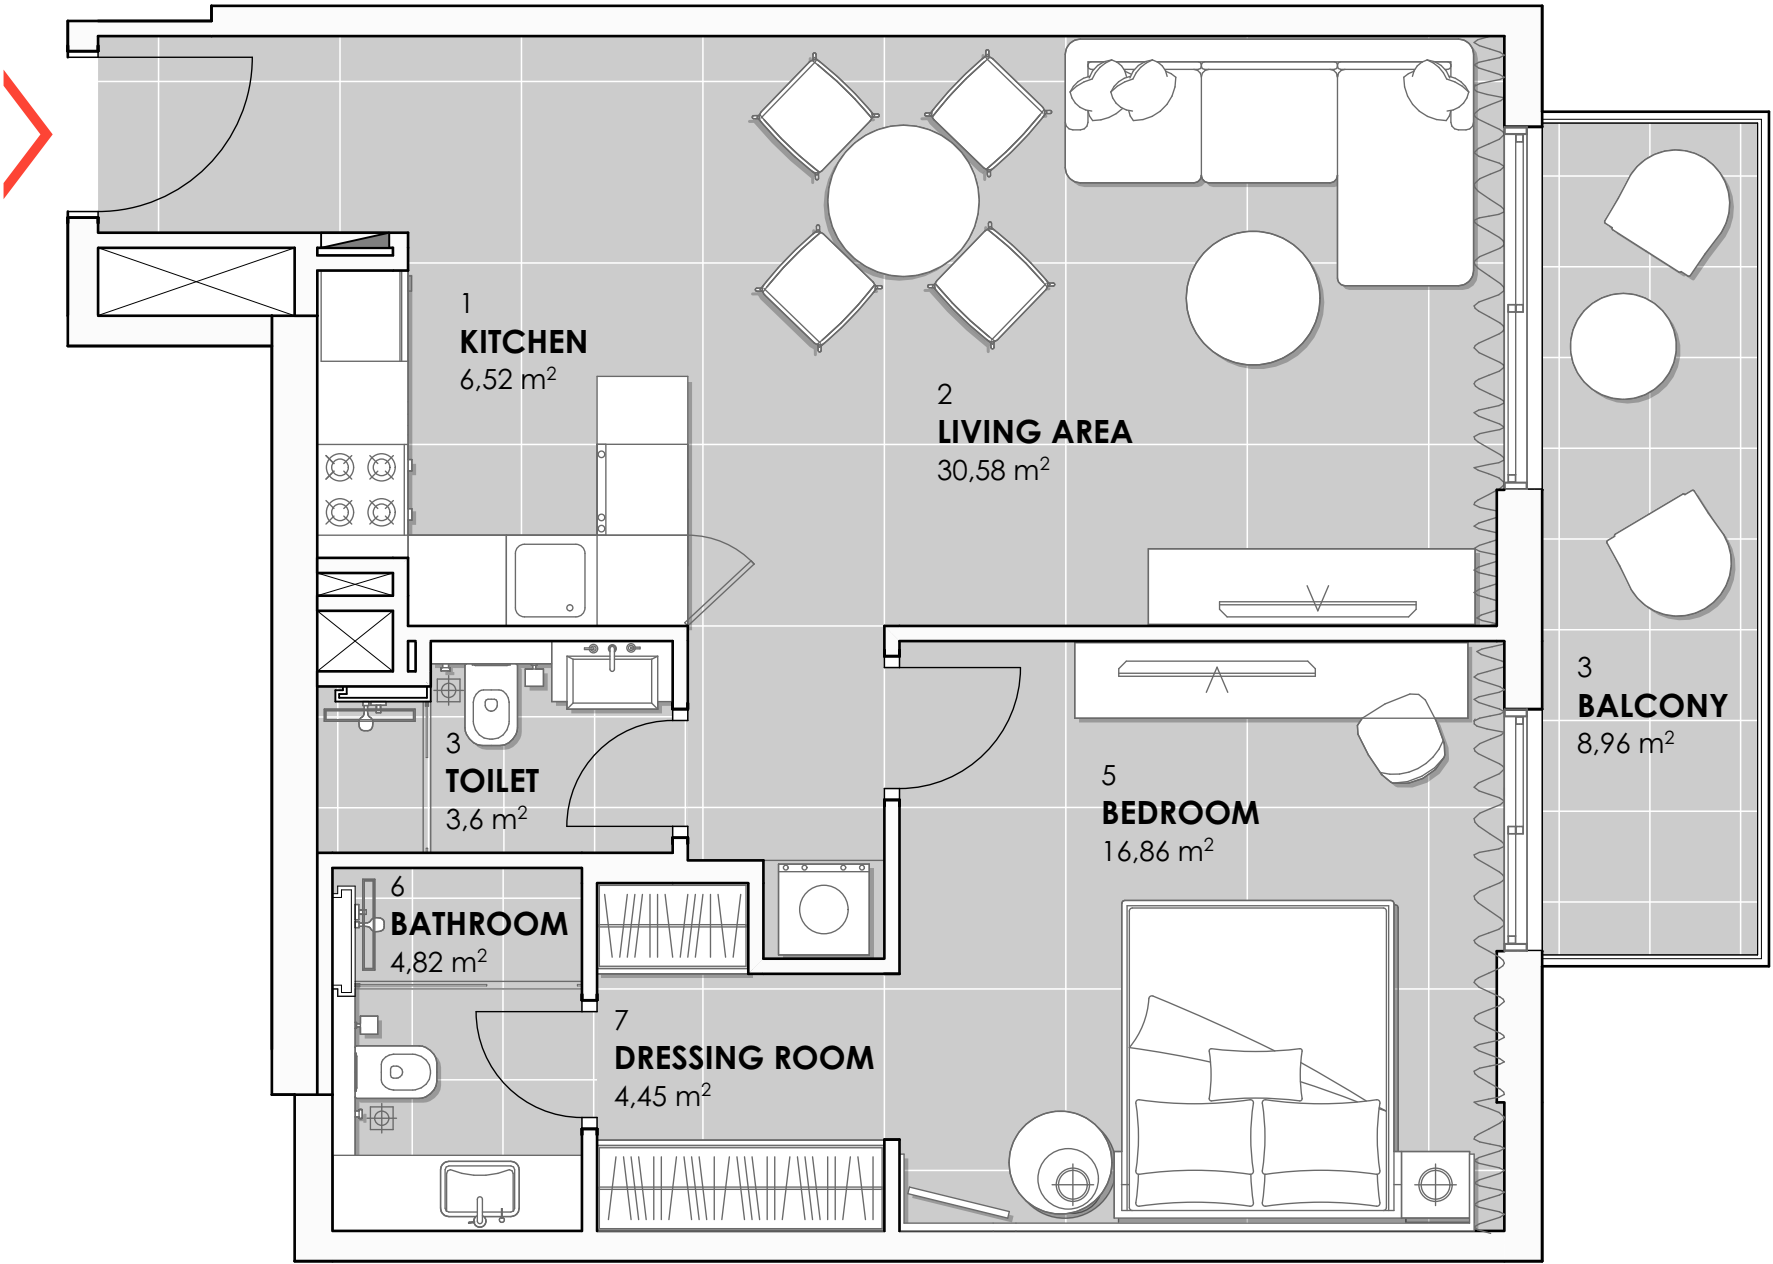 1
KITCHEN
6,52 m²
2
LIVING AREA
30,58 m²
3
BALCONY
8,96 m²
3
TOILET
3,6 m²
5
BEDROOM
16,86 m²
6
BATHROOM
4,82 m²
7
DRESSING ROOM
4,45 m²